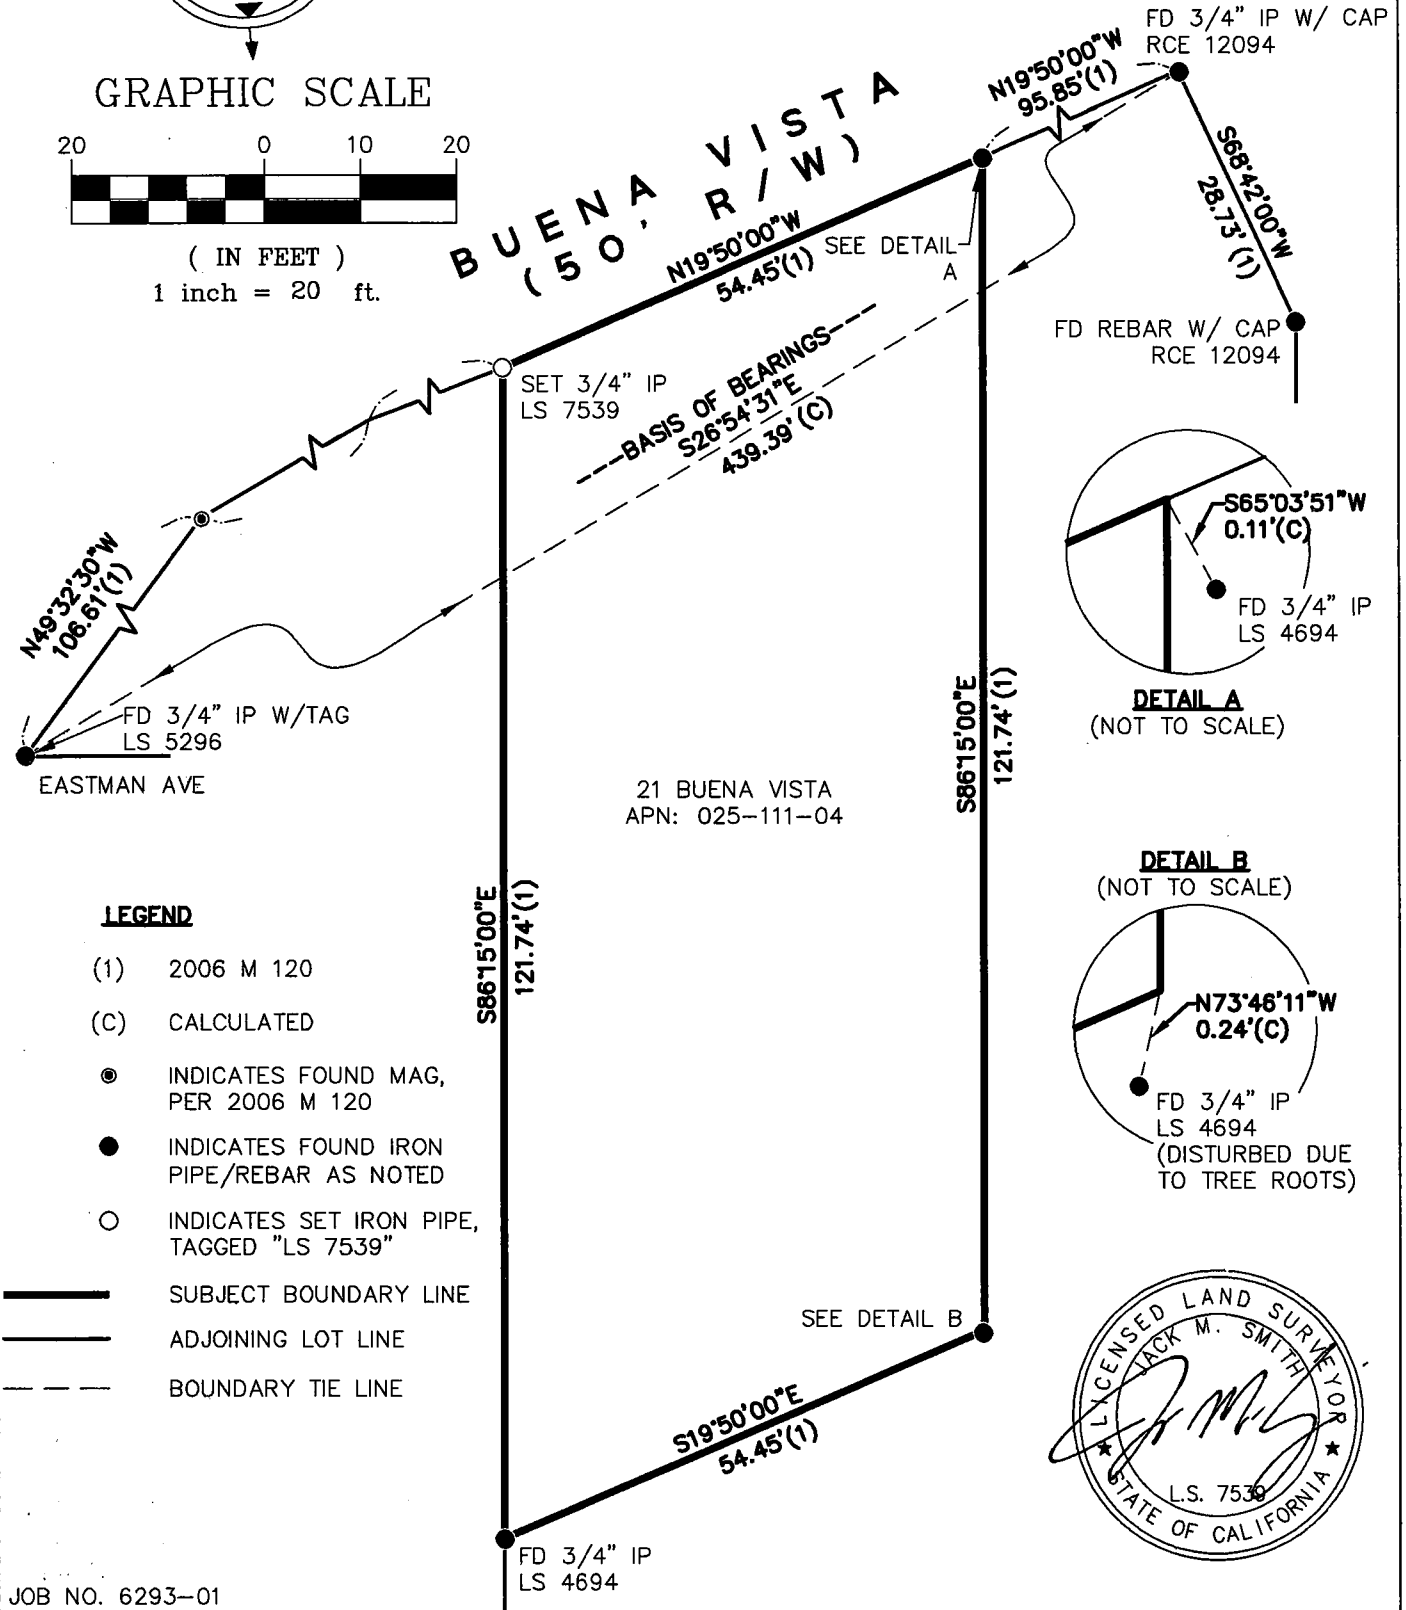 FD 3/4" IP W/ CAP
RCE 12094
GRAPHIC SCALE
20 0 10 20
( IN FEET )
1 inch = 20 ft.
BUENA VISTA
(50' R/W)
N19°50'00"W
95.85'(1)
S68°42'00"W
28.73'(1)
N19°50'00"W
54.45'(1)
SEE DETAIL
A
FD REBAR W/ CAP
RCE 12094
SET 3/4" IP
LS 7539
BASIS OF BEARINGS
S26°54'31"E
439.39'(C)
S65°03'51"W
0.11'(C)
FD 3/4" IP
LS 4694
DETAIL A
(NOT TO SCALE)
N49°32'30"W
106.61'(1)
FD 3/4" IP W/TAG
LS 5296
EASTMAN AVE
S86°15'00"E
121.74'(1)
21 BUENA VISTA
APN: 025-111-04
DETAIL B
(NOT TO SCALE)
N73°46'11"W
0.24'(C)
FD 3/4" IP
LS 4694
(DISTURBED DUE
TO TREE ROOTS)
S86°15'00"E
121.74'(1)
LEGEND
(1) 2006 M 120
(C) CALCULATED
INDICATES FOUND MAG,
PER 2006 M 120
INDICATES FOUND IRON
PIPE/REBAR AS NOTED
INDICATES SET IRON PIPE,
TAGGED "LS 7539"
SUBJECT BOUNDARY LINE
ADJOINING LOT LINE
BOUNDARY TIE LINE
SEE DETAIL B
S19°50'00"E
54.45'(1)
FD 3/4" IP
LS 4694
LICENSED LAND SURVEYOR
JACK M. SMITH
L.S. 7539
STATE OF CALIFORNIA
JOB NO. 6293-01